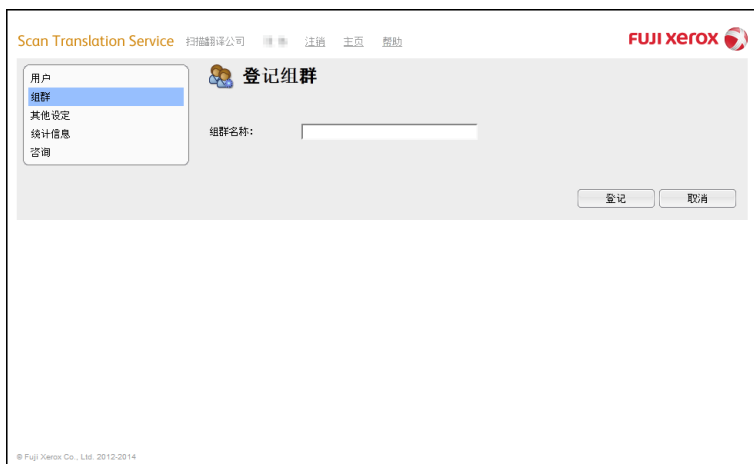 Scan Translation Service 扫描翻译公司 注销 主页 帮助
FUJI xerox
用户
组群
其他设定
统计信息
咨询
登记组群
组群名称:
登记 取消
© Fuji Xerox Co., Ltd. 2012-2014